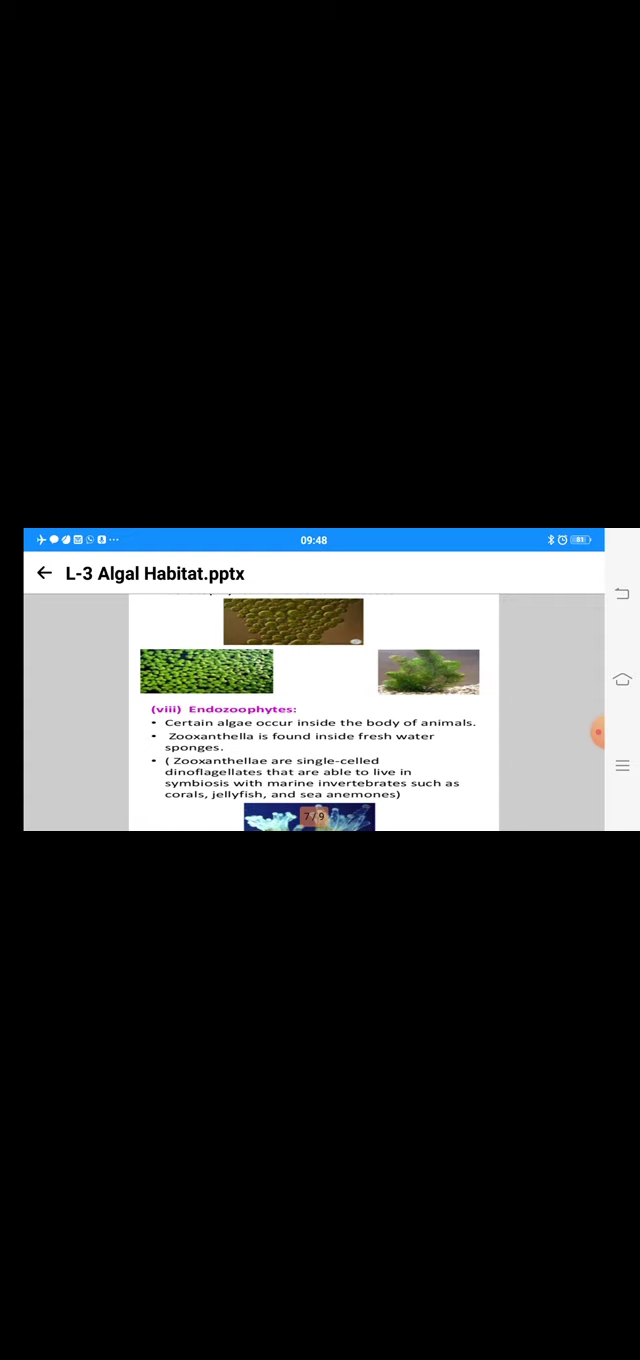 09:48
81
L-3 Algal Habitat.pptx
(viii) Endozoophytes:
• Certain algae occur inside the body of animals.
• Zooxanthella is found inside fresh water
sponges.
• ( Zooxanthellae are single-celled
dinoflagellates that are able to live in
symbiosis with marine invertebrates such as
corals, jellyfish, and sea anemones)
7/9